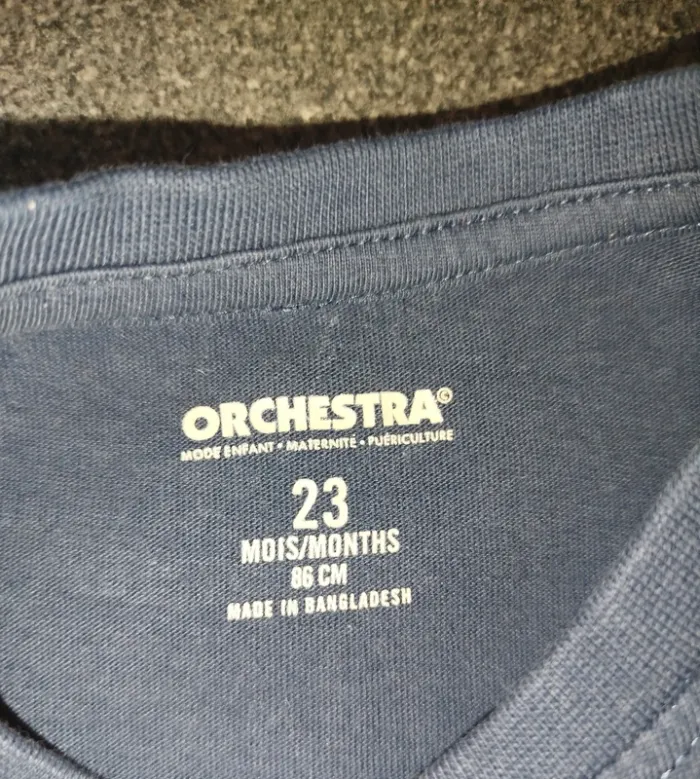 ORCHESTRA©
MODE ENFANT • MATERNITÉ • PUÉRICULTURE
23
MOIS/MONTHS
86 CM
MADE IN BANGLADESH